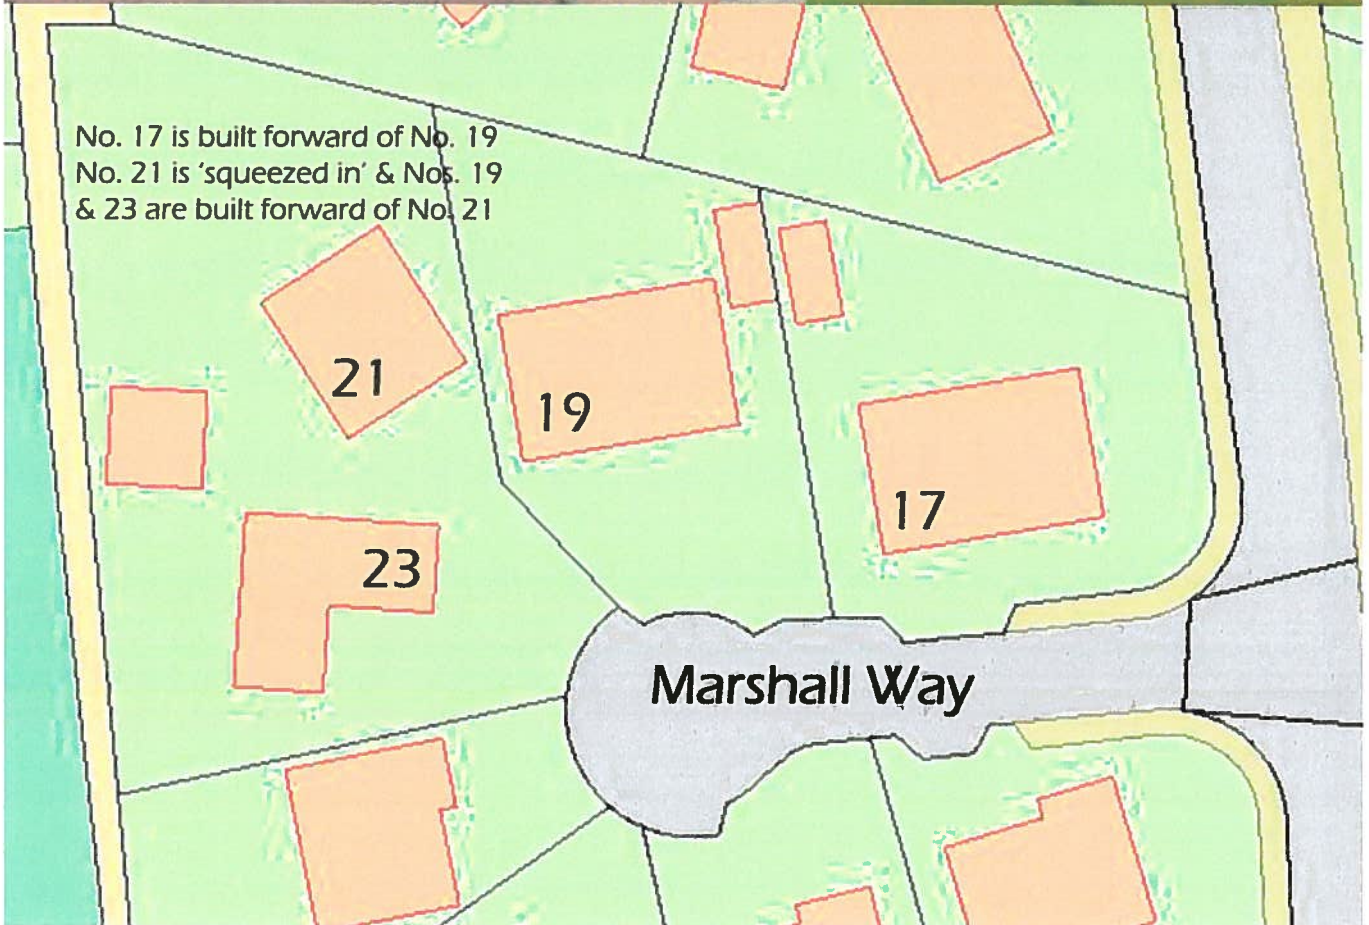 No. 17 is built forward of No. 19
No. 21 is ‘squeezed in’ & Nos. 19
& 23 are built forward of No. 21
21
19
17
23
Marshall Way